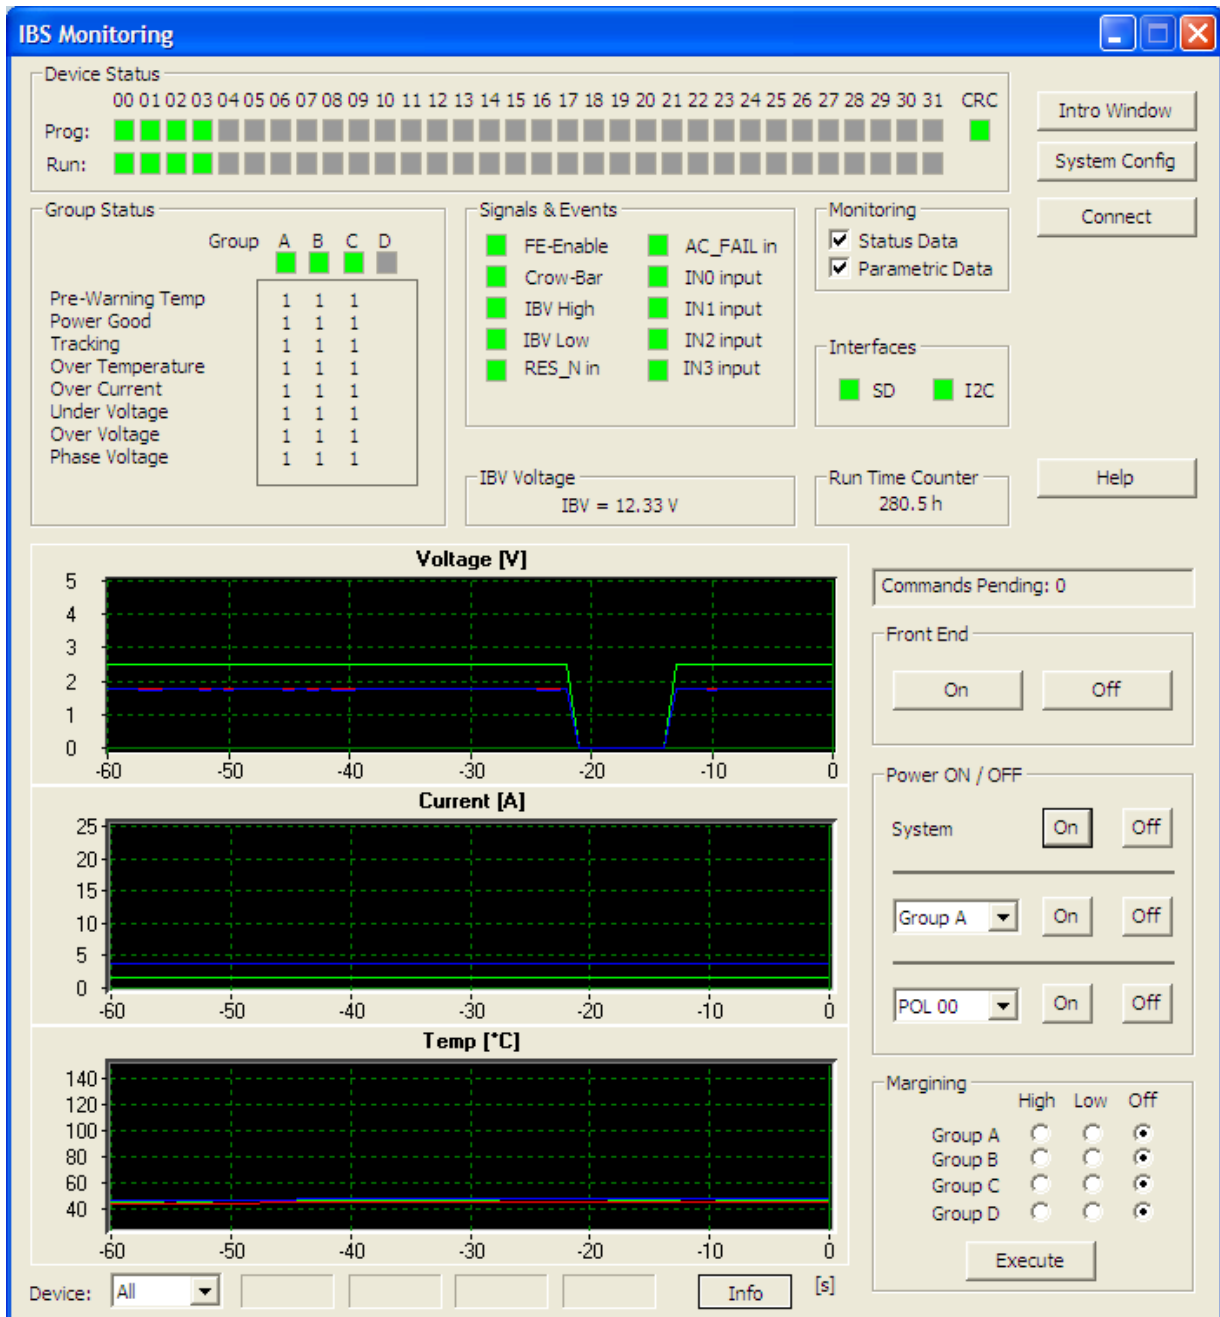 IBS Monitoring
Device Status
00 01 02 03 04 05 06 07 08 09 10 11 12 13 14 15 16 17 18 19 20 21 22 23 24 25 26 27 28 29 30 31 CRC
Prog:
Run:
Intro Window
System Config
Connect
Group Status
Group A B C D
Pre-Warning Temp 1 1 1
Power Good 1 1 1
Tracking 1 1 1
Over Temperature 1 1 1
Over Current 1 1 1
Under Voltage 1 1 1
Over Voltage 1 1 1
Phase Voltage 1 1 1
Signals & Events
FE-Enable AC_FAIL in
Crow-Bar IN0 input
IBV High IN1 input
IBV Low IN2 input
RES_N in IN3 input
Monitoring
Status Data
Parametric Data
Interfaces
SD I2C
IBV Voltage
IBV = 12.33 V
Run Time Counter
280.5 h
Help
Voltage [V]
5
4
3
2
1
0
-60 -50 -40 -30 -20 -10 0
Current [A]
25
20
15
10
5
0
-60 -50 -40 -30 -20 -10 0
Temp [°C]
140
120
100
80
60
40
-60 -50 -40 -30 -20 -10 0
Device: All Info [s]
Commands Pending: 0
Front End
On Off
Power ON / OFF
System On Off
Group A On Off
POL 00 On Off
Margining
High Low Off
Group A
Group B
Group C
Group D
Execute